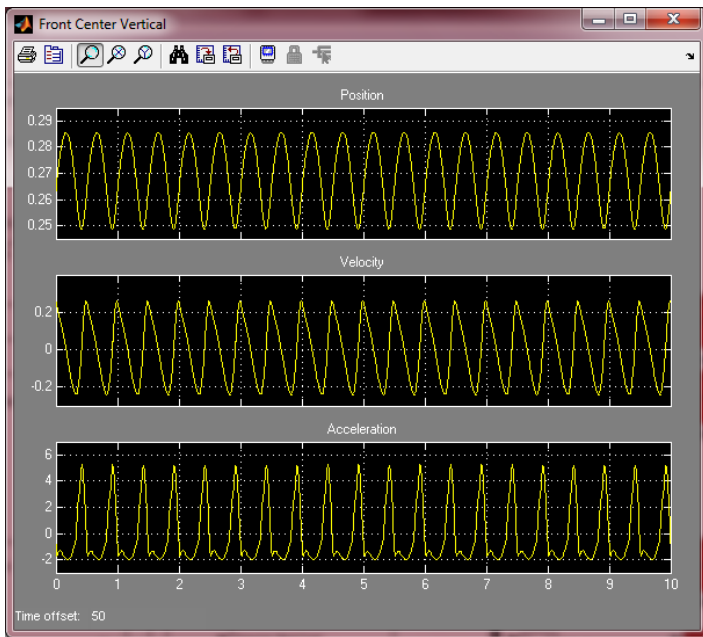 Front Center Vertical
Position
0.29
0.28
0.27
0.26
0.25
Velocity
0.2
0
-0.2
Acceleration
6
4
2
0
-2
0 1 2 3 4 5 6 7 8 9 10
Time offset: 50